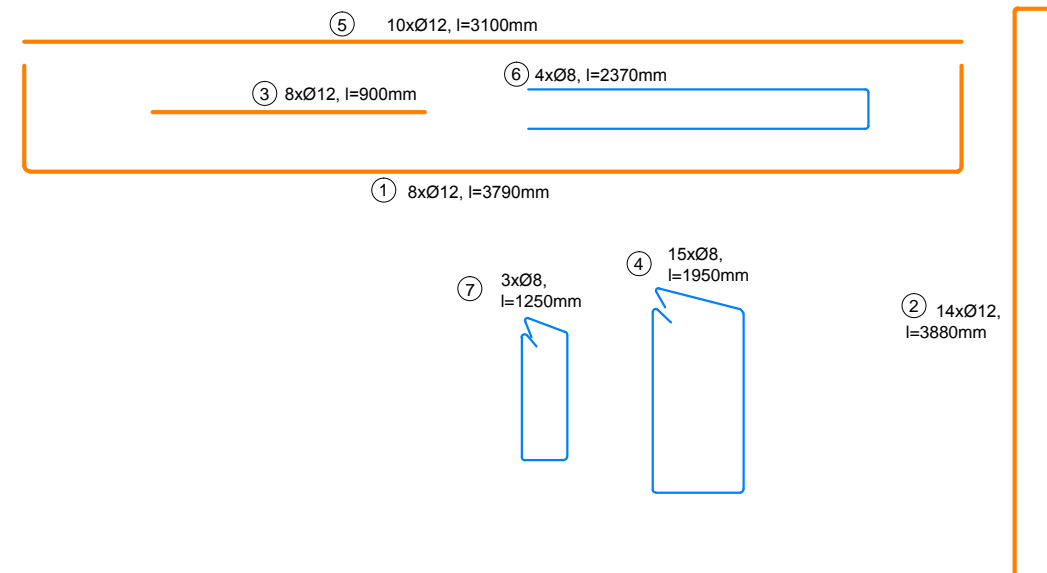 5 10xØ12, l=3100mm
6 4xØ8, l=2370mm
3 8xØ12, l=900mm
1 8xØ12, l=3790mm
4 15xØ8,
l=1950mm
7 3xØ8,
l=1250mm
2 14xØ12,
l=3880mm